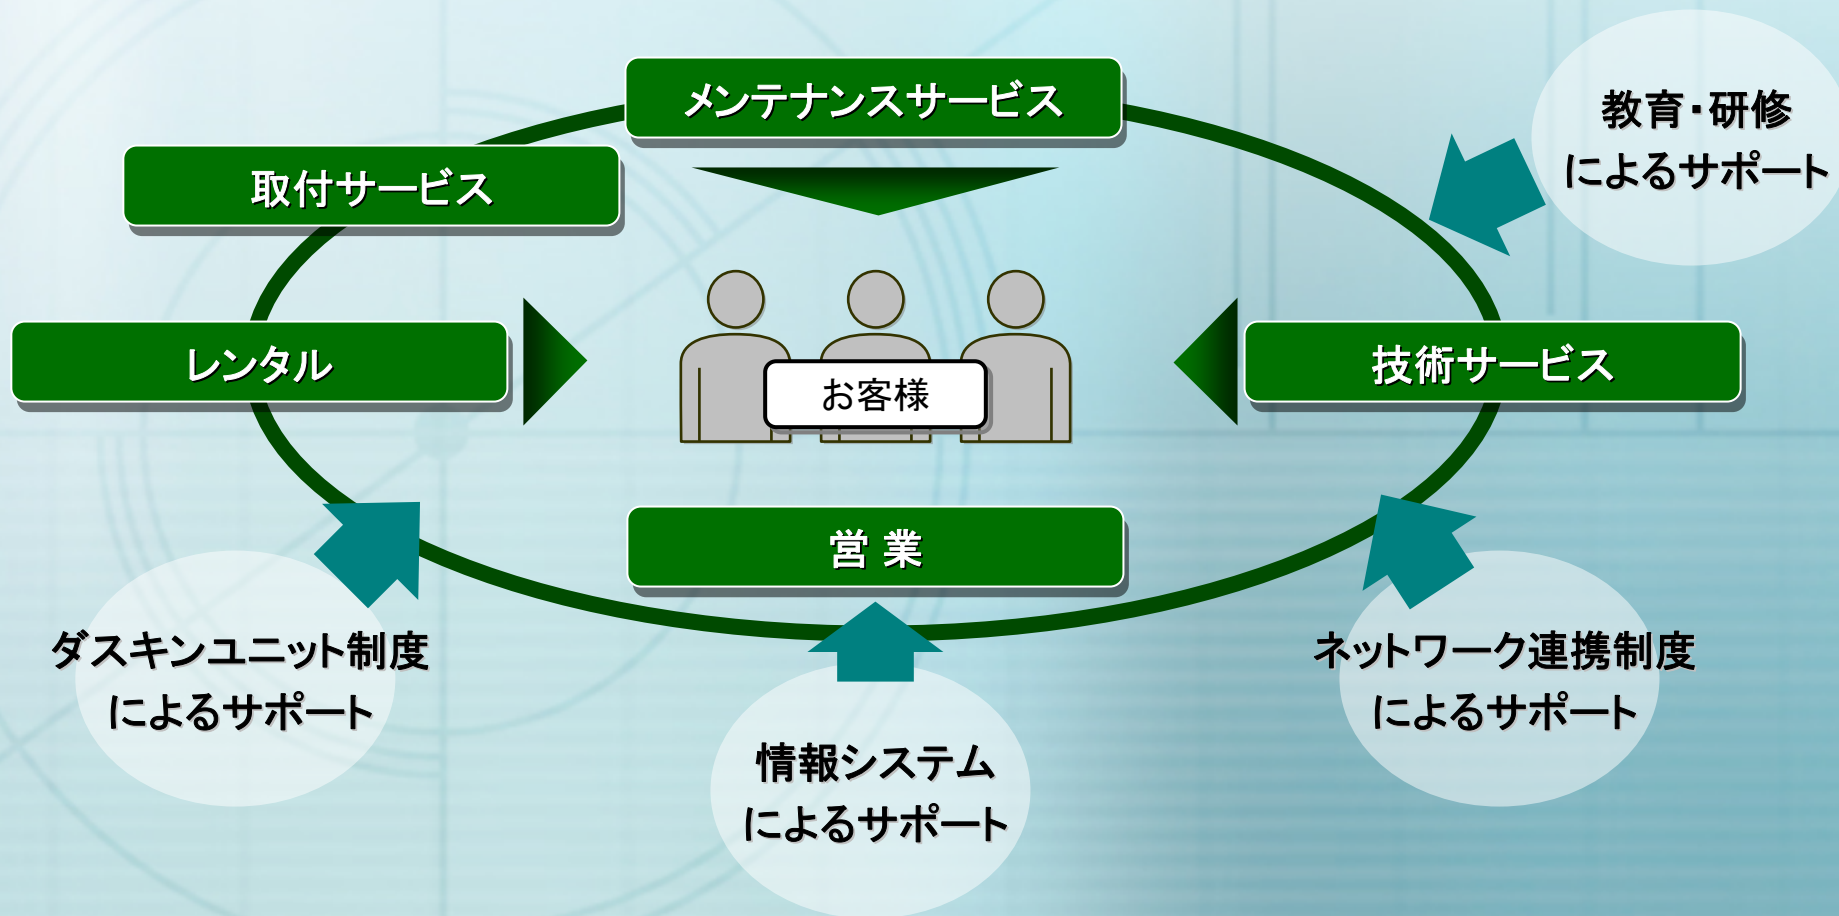 メンテナンスサービス
教育・研修
によるサポート
取付サービス
レンタル
技術サービス
お客様
営 業
ダスキンユニット制度
によるサポート
ネットワーク連携制度
によるサポート
情報システム
によるサポート